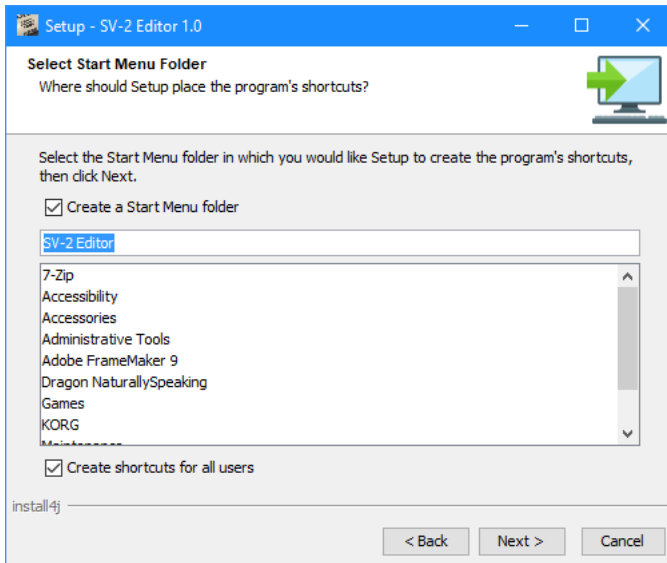 Setup - SV-2 Editor 1.0
Select Start Menu Folder
Where should Setup place the program's shortcuts?
Select the Start Menu folder in which you would like Setup to create the program's shortcuts,
then click Next.
Create a Start Menu folder
SV-2 Editor
7-Zip
Accessibility
Accessories
Administrative Tools
Adobe FrameMaker 9
Dragon NaturallySpeaking
Games
KORG
Maintenance
Create shortcuts for all users
install4j
< Back
Next >
Cancel